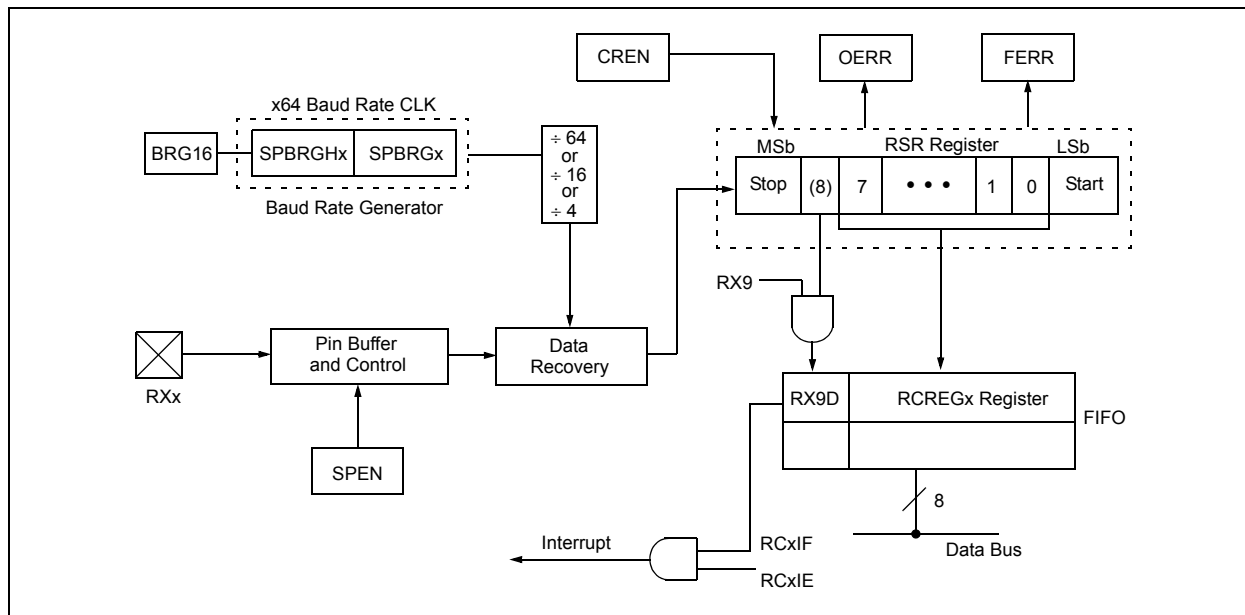 CREN
OERR
FERR
x64 Baud Rate CLK
BRG16
SPBRGHx
SPBRGx
Baud Rate Generator
÷ 64
or
÷ 16
or
÷ 4
MSb
RSR Register
LSb
Stop
(8)
7
• • •
1
0
Start
RX9
RXx
Pin Buffer
and Control
Data
Recovery
SPEN
RX9D
RCREGx Register
FIFO
8
Data Bus
Interrupt
RCxIF
RCxIE